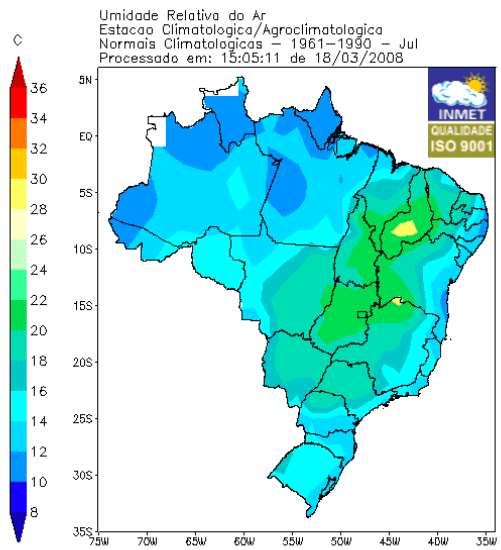 Umidade Relativa do Ar
Estacao Climatologica/Agroclimatologica
Normais Climatologicas - 1961-1990 - Jul
Processado em: 15:05:11 de 18/03/2008
C
36
34
32
30
28
26
24
22
20
18
16
14
12
10
8
INMET
QUALIDADE
ISO 9001
5N
EQ
5S
10S
15S
20S
25S
30S
35S
75W
70W
65W
60W
55W
50W
45W
40W
35W